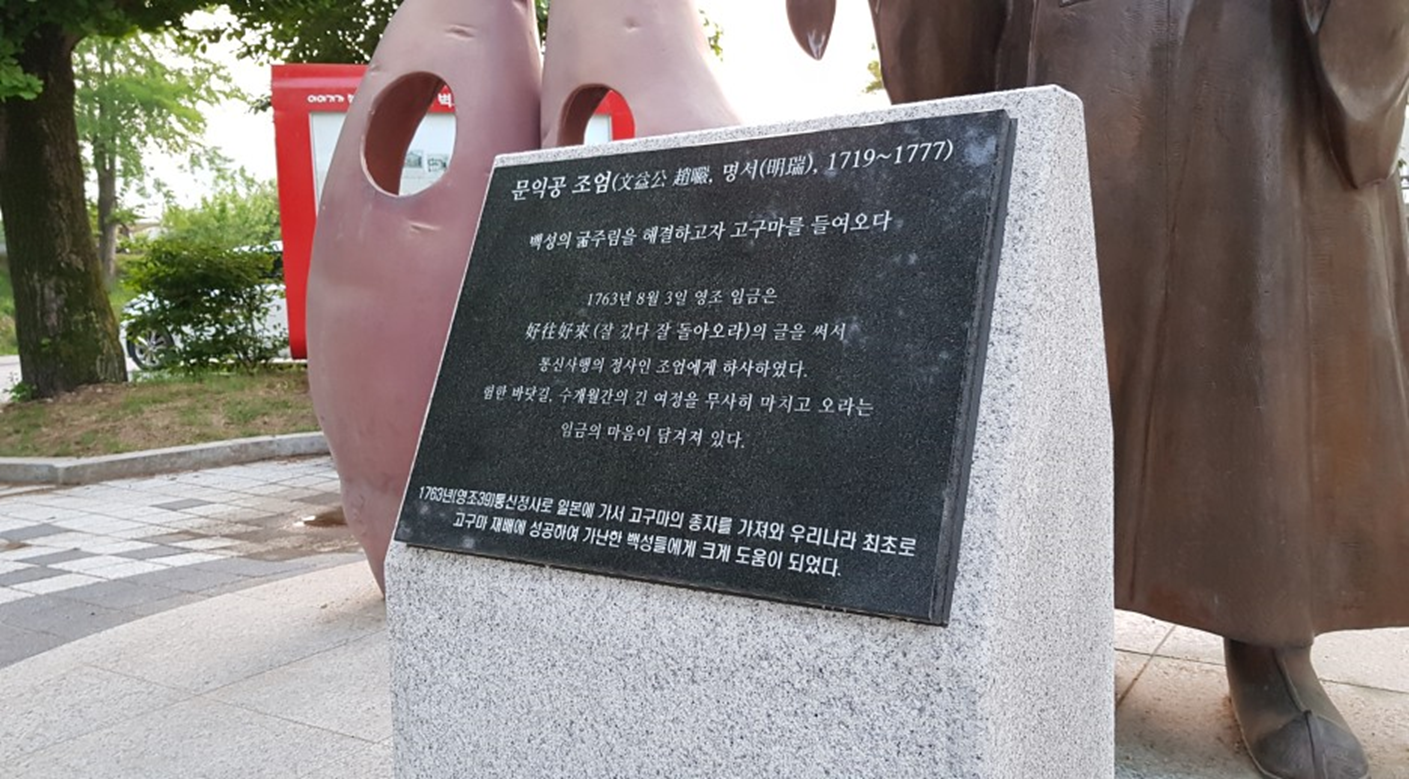 이야기가
벽
문익공 조엄(文益公 趙曮, 명서(明瑞), 1719~1777)
백성의 굶주림을 해결하고자 고구마를 들여오다
1763년 8월 3일 영조 임금은
好往好來 (잘 갔다 잘 돌아오라)의 글을 써서
통신사행의 정사인 조엄에게 하사하였다.
험한 바닷길, 수개월간의 긴 여정을 무사히 마치고 오라는
임금의 마음이 담겨져 있다.
1763년(영조39)통신정사로 일본에 가서 고구마의 종자를 가져와 우리나라 최초로
고구마 재배에 성공하여 가난한 백성들에게 크게 도움이 되었다.